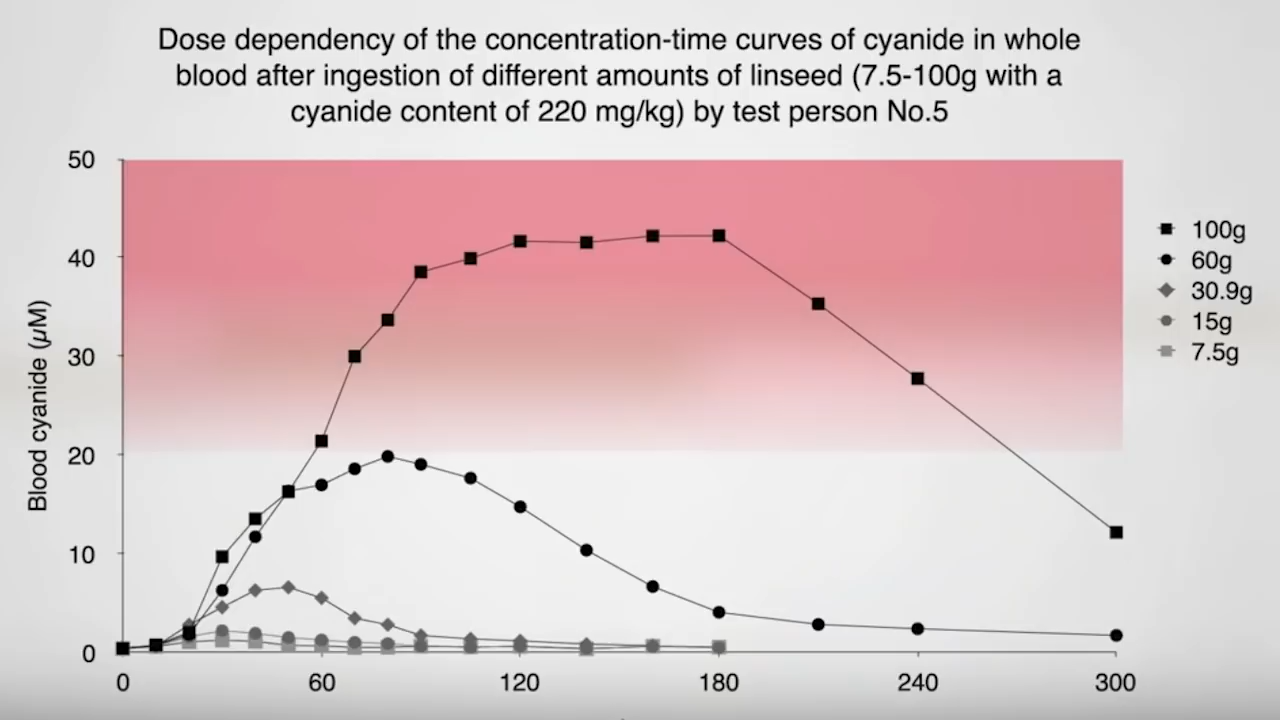 Dose dependency of the concentration-time curves of cyanide in whole
blood after ingestion of different amounts of linseed (7.5-100g with a
cyanide content of 220 mg/kg) by test person No.5
50
40
30
20
10
0
Blood cyanide (µM)
0 60 120 180 240 300
100g
60g
30.9g
15g
7.5g